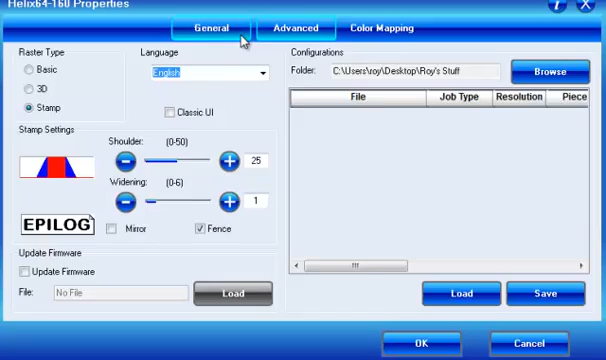 Helix64-160 Properties
General
Advanced
Color Mapping
Raster Type
Basic
3D
Stamp
Language
English
Classic UI
Stamp Settings
Shoulder: (0-50)
25
Widening: (0-6)
1
EPILOG
Mirror
Fence
Update Firmware
Update Firmware
File: No File
Load
Configurations
Folder: C:\Users\roy\Desktop\Roy's Stuff
Browse
File Job Type Resolution Piece
Load
Save
OK
Cancel